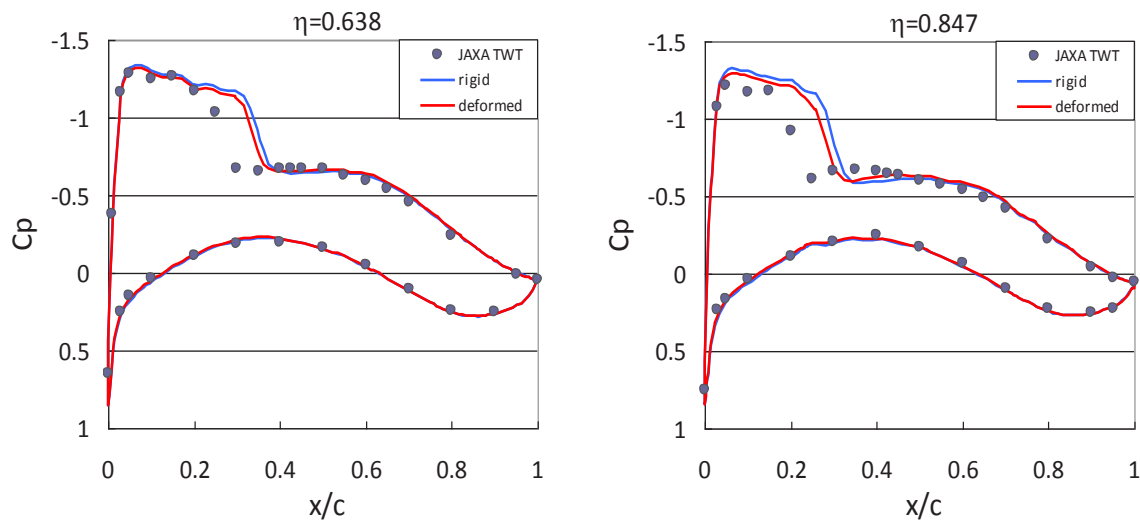 η=0.638
-1.5
-1
-0.5
0
0.5
1
Cp
0 0.2 0.4 0.6 0.8 1
x/c
JAXA TWT
rigid
deformed
η=0.847
-1.5
-1
-0.5
0
0.5
1
Cp
0 0.2 0.4 0.6 0.8 1
x/c
JAXA TWT
rigid
deformed